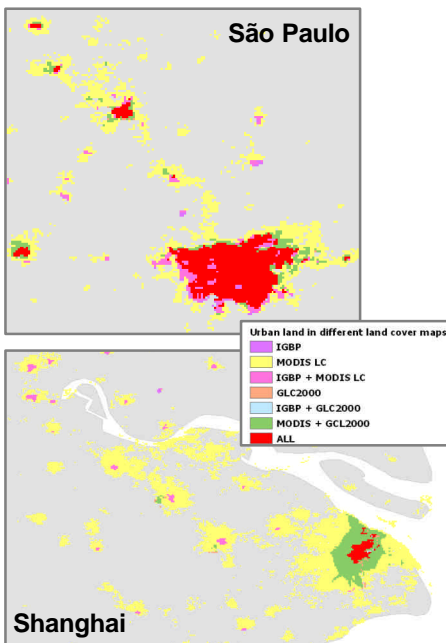 São Paulo
Urban land in different land cover maps
IGBP
MODIS LC
IGBP + MODIS LC
GLC2000
IGBP + GLC2000
MODIS + GCL2000
ALL
Shanghai